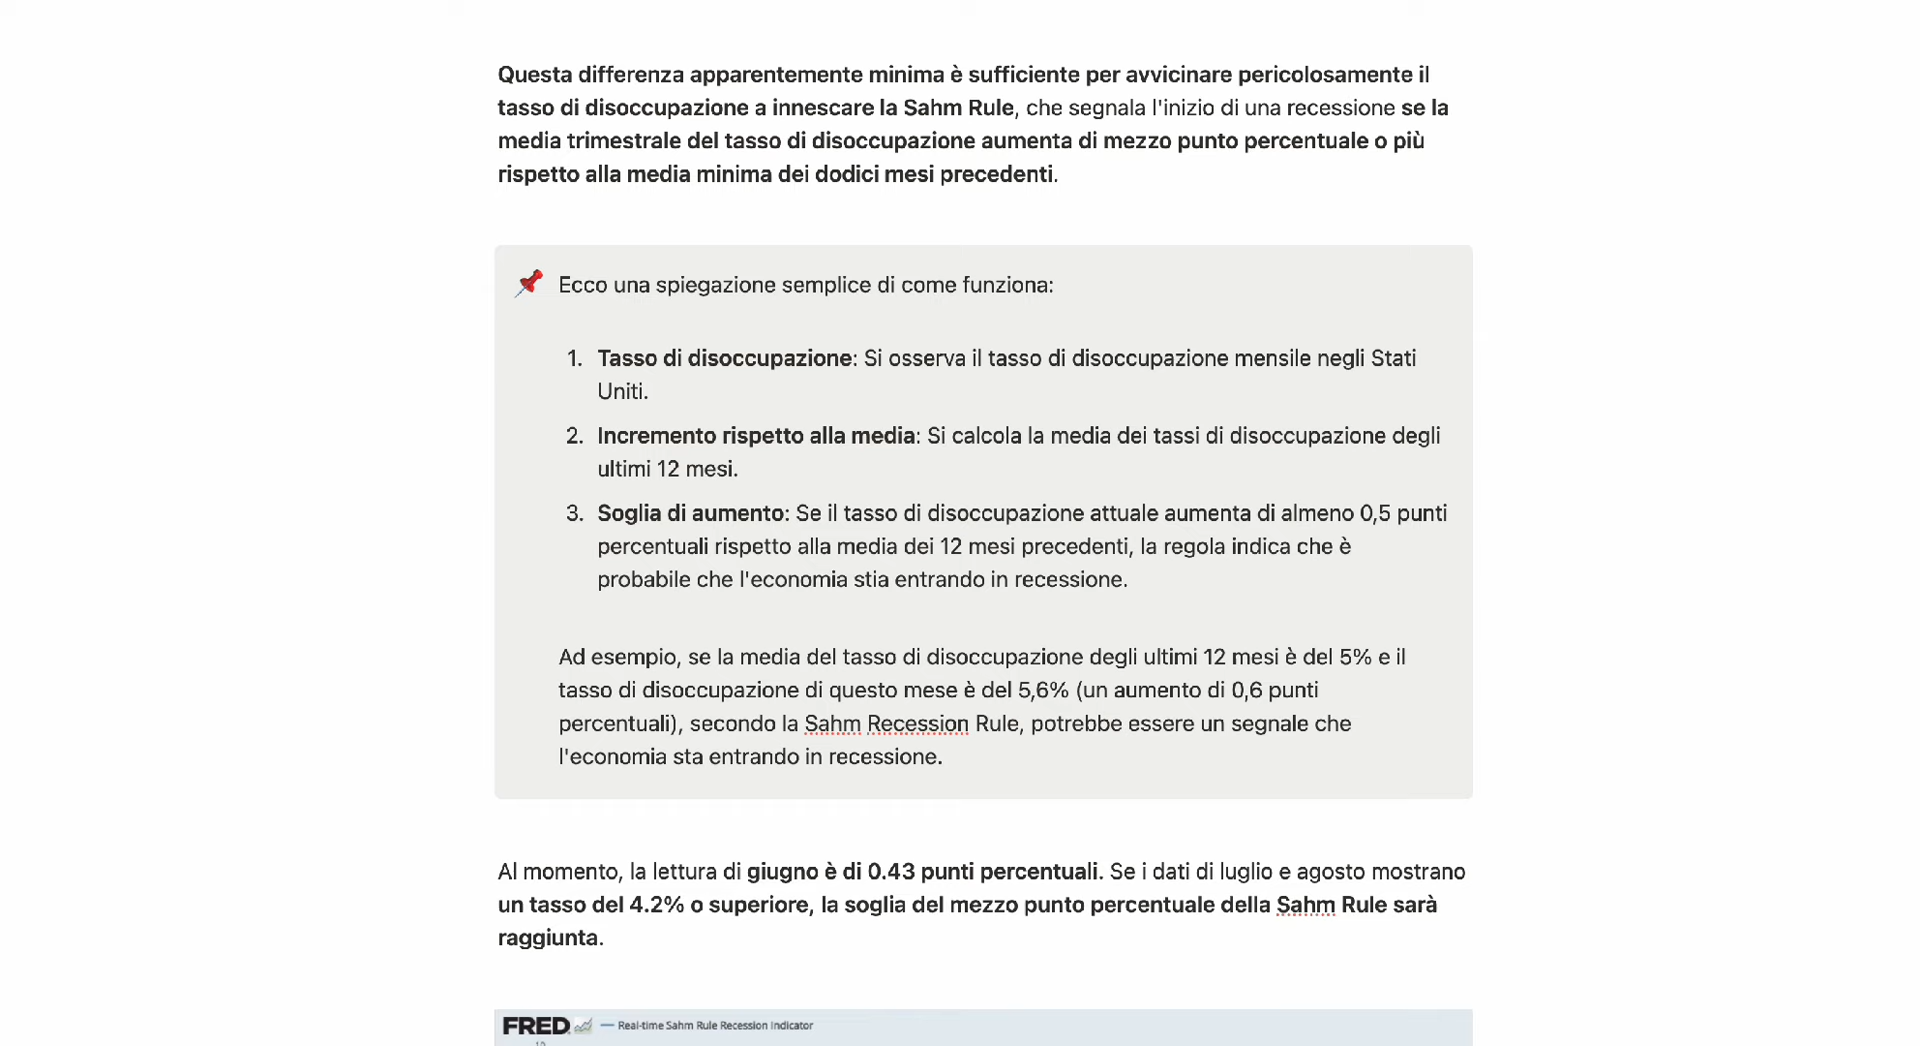 Questa differenza apparentemente minima è sufficiente per avvicinare pericolosamente il
tasso di disoccupazione a innescare la Sahm Rule, che segnala l'inizio di una recessione se la
media trimestrale del tasso di disoccupazione aumenta di mezzo punto percentuale o più
rispetto alla media minima dei dodici mesi precedenti.
Ecco una spiegazione semplice di come funziona:
1. Tasso di disoccupazione: Si osserva il tasso di disoccupazione mensile negli Stati
Uniti.
2. Incremento rispetto alla media: Si calcola la media dei tassi di disoccupazione degli
ultimi 12 mesi.
3. Soglia di aumento: Se il tasso di disoccupazione attuale aumenta di almeno 0,5 punti
percentuali rispetto alla media dei 12 mesi precedenti, la regola indica che è
probabile che l'economia stia entrando in recessione.
Ad esempio, se la media del tasso di disoccupazione degli ultimi 12 mesi è del 5% e il
tasso di disoccupazione di questo mese è del 5,6% (un aumento di 0,6 punti
percentuali), secondo la Sahm Recession Rule, potrebbe essere un segnale che
l'economia sta entrando in recessione.
Al momento, la lettura di giugno è di 0.43 punti percentuali. Se i dati di luglio e agosto mostrano
un tasso del 4.2% o superiore, la soglia del mezzo punto percentuale della Sahm Rule sarà
raggiunta.
FRED — Real-time Sahm Rule Recession Indicator